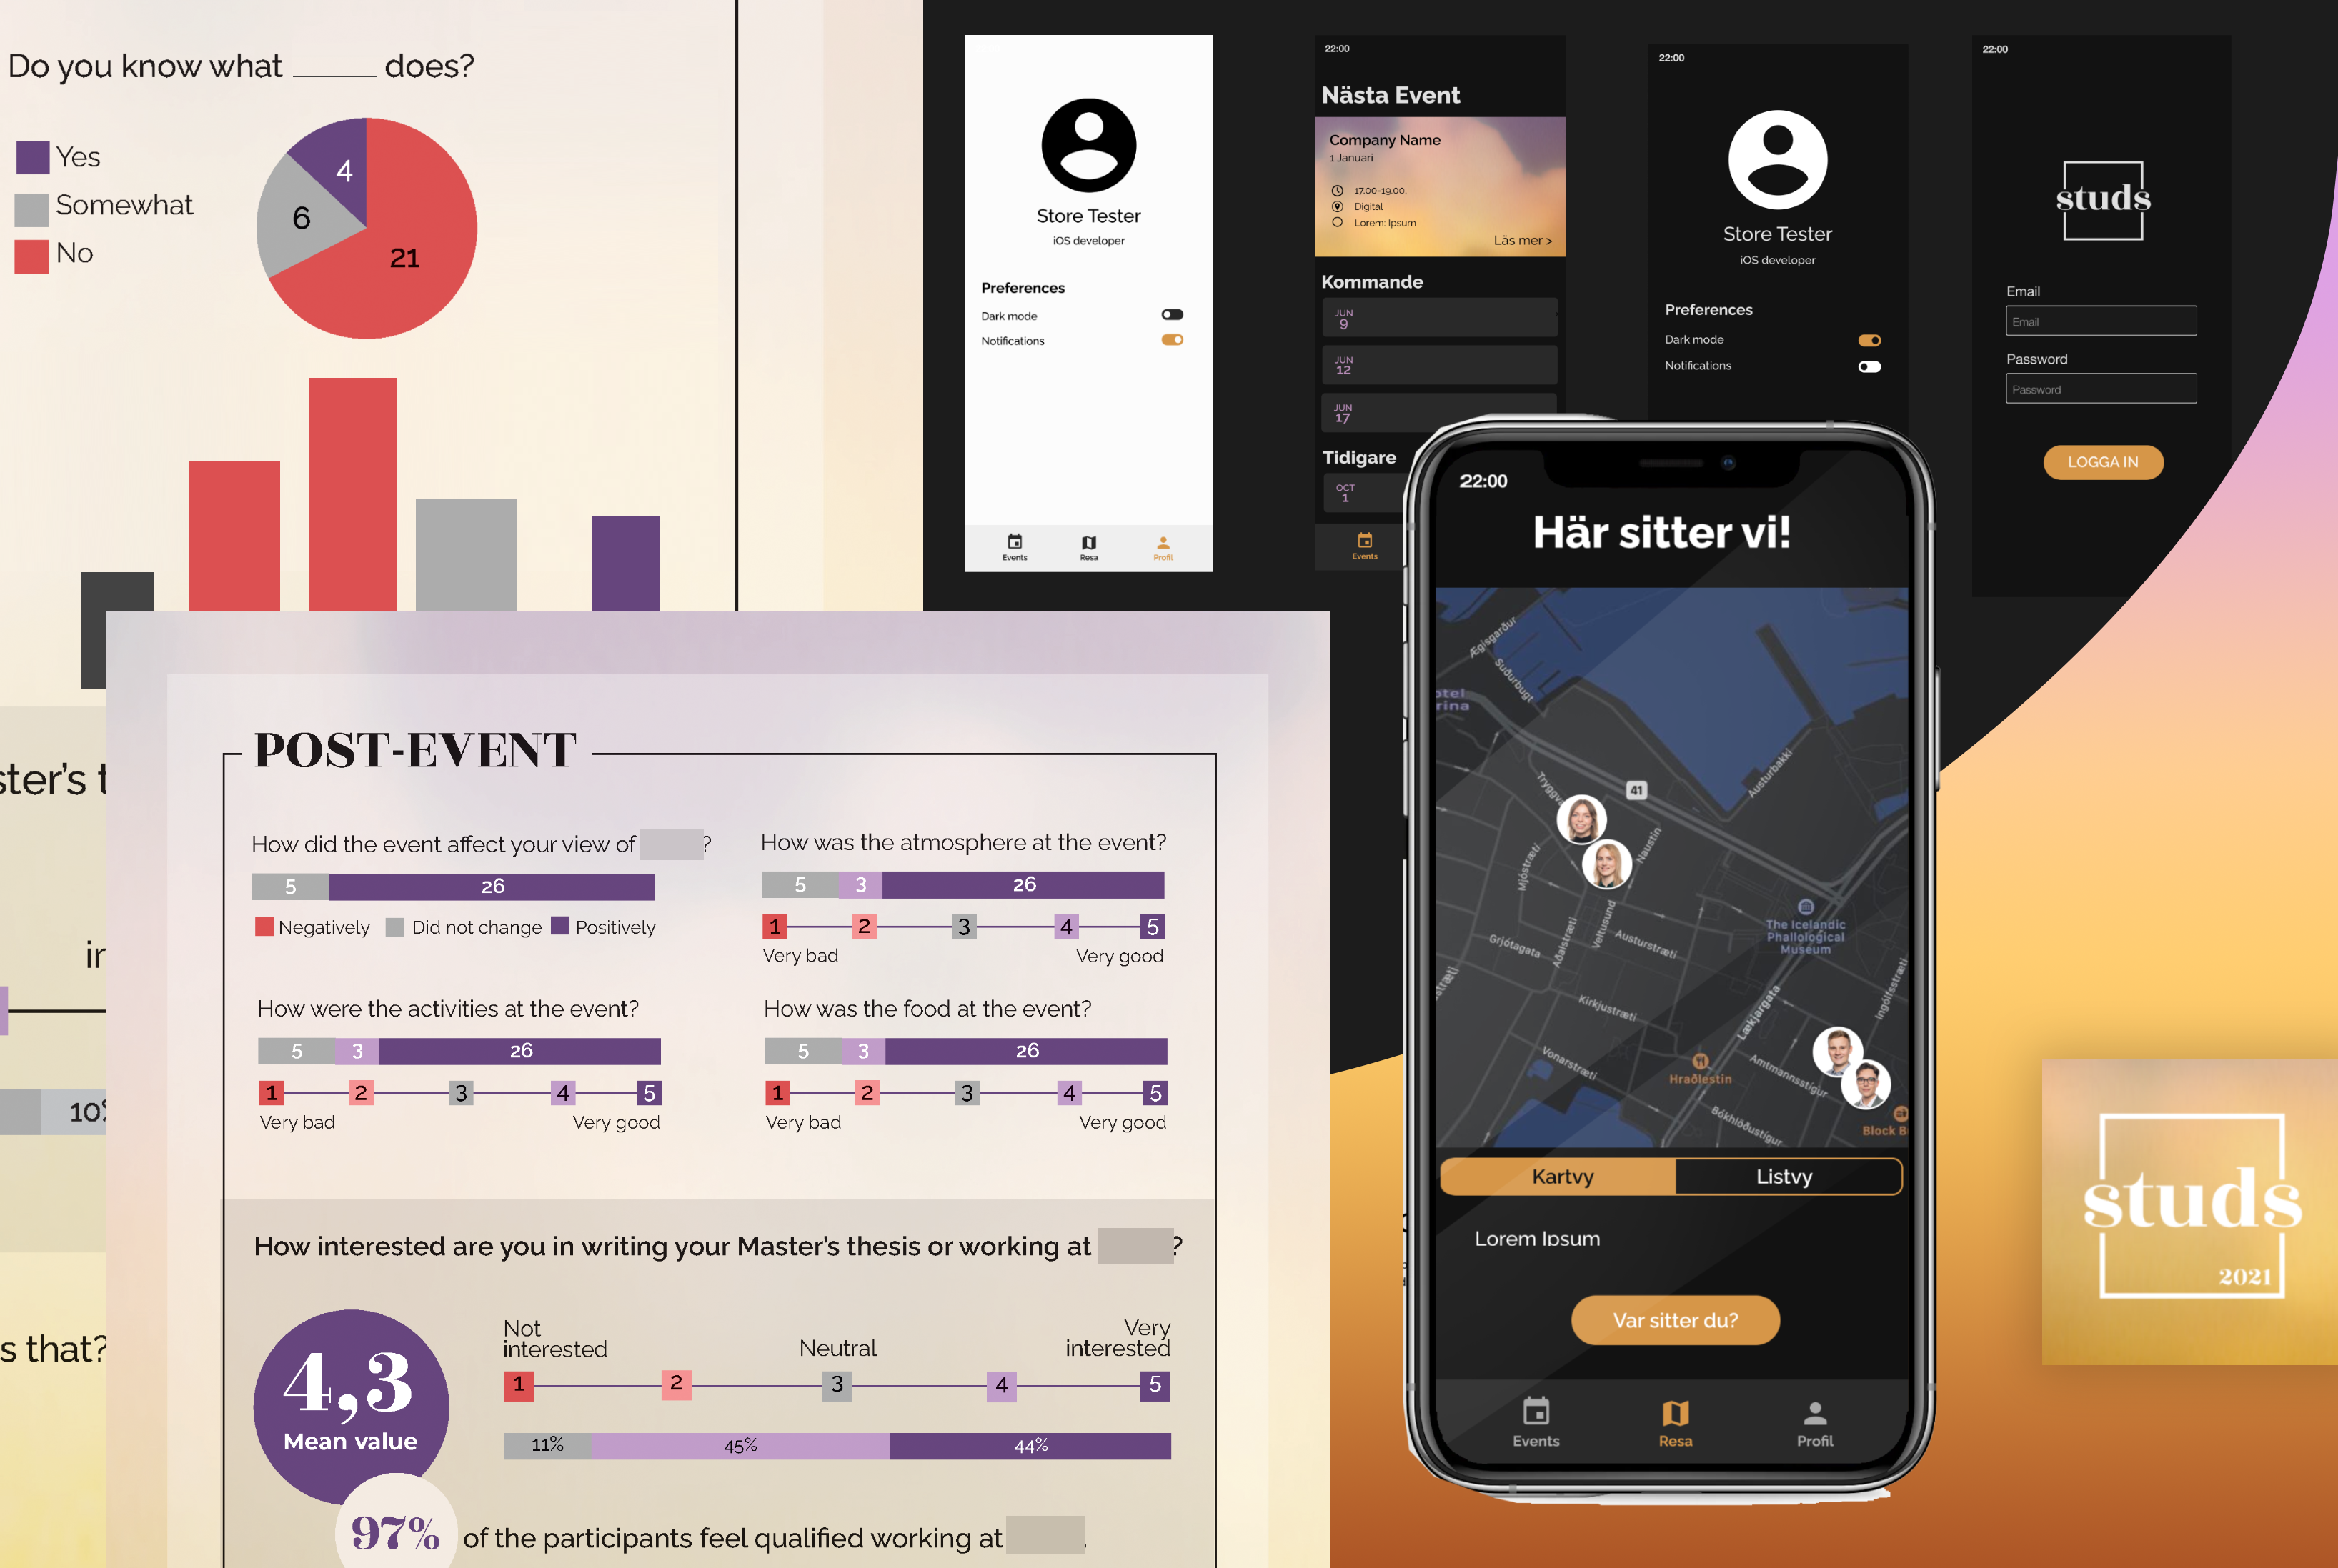 Do you know what ____ does?
Yes
Somewhat
No
4
6
21
ster's t
in
10%
s that?
POST-EVENT
How did the event affect your view of ?
5 26
Negatively Did not change Positively
How was the atmosphere at the event?
5 3 26
1 2 3 4 5
Very bad Very good
How were the activities at the event?
5 3 26
1 2 3 4 5
Very bad Very good
How was the food at the event?
5 3 26
1 2 3 4 5
Very bad Very good
How interested are you in writing your Master's thesis or working at ?
4,3
Mean value
Not interested
Neutral
Very interested
1 2 3 4 5
11% 45% 44%
97% of the participants feel qualified working at .
Store Tester
iOS developer
Preferences
Dark mode
Notifications
Events Resa Profil
22:00
Nästa Event
Company Name
1 Januari
17.00-19.00,
Digital
Lorem: Ipsum
Läs mer >
Kommande
JUN
9
JUN
12
JUN
17
Tidigare
OCT
1
Events
22:00
Store Tester
iOS developer
Preferences
Dark mode
Notifications
22:00
studs
Email
Email
Password
Password
LOGGA IN
22:00
Här sitter vi!
Ægisgarður
Suðurbugt
otel
rina
Austurbakki
Tryggv
41
Naustin
Mjóstræti
Veltusund
Aðalstræti
Grjótagata
Austurstræti
The Icelandic
Phallological
Museum
stræti
Kirkjustræti
Lækjargata
Ingólfsstræti
Vonarstræti
Hraðlestin
Amtmannsstígur
Bókhlöðustígur
Block B
Kartvy Listvy
Lorem Ipsum
Var sitter du?
Events Resa Profil
studs
2021